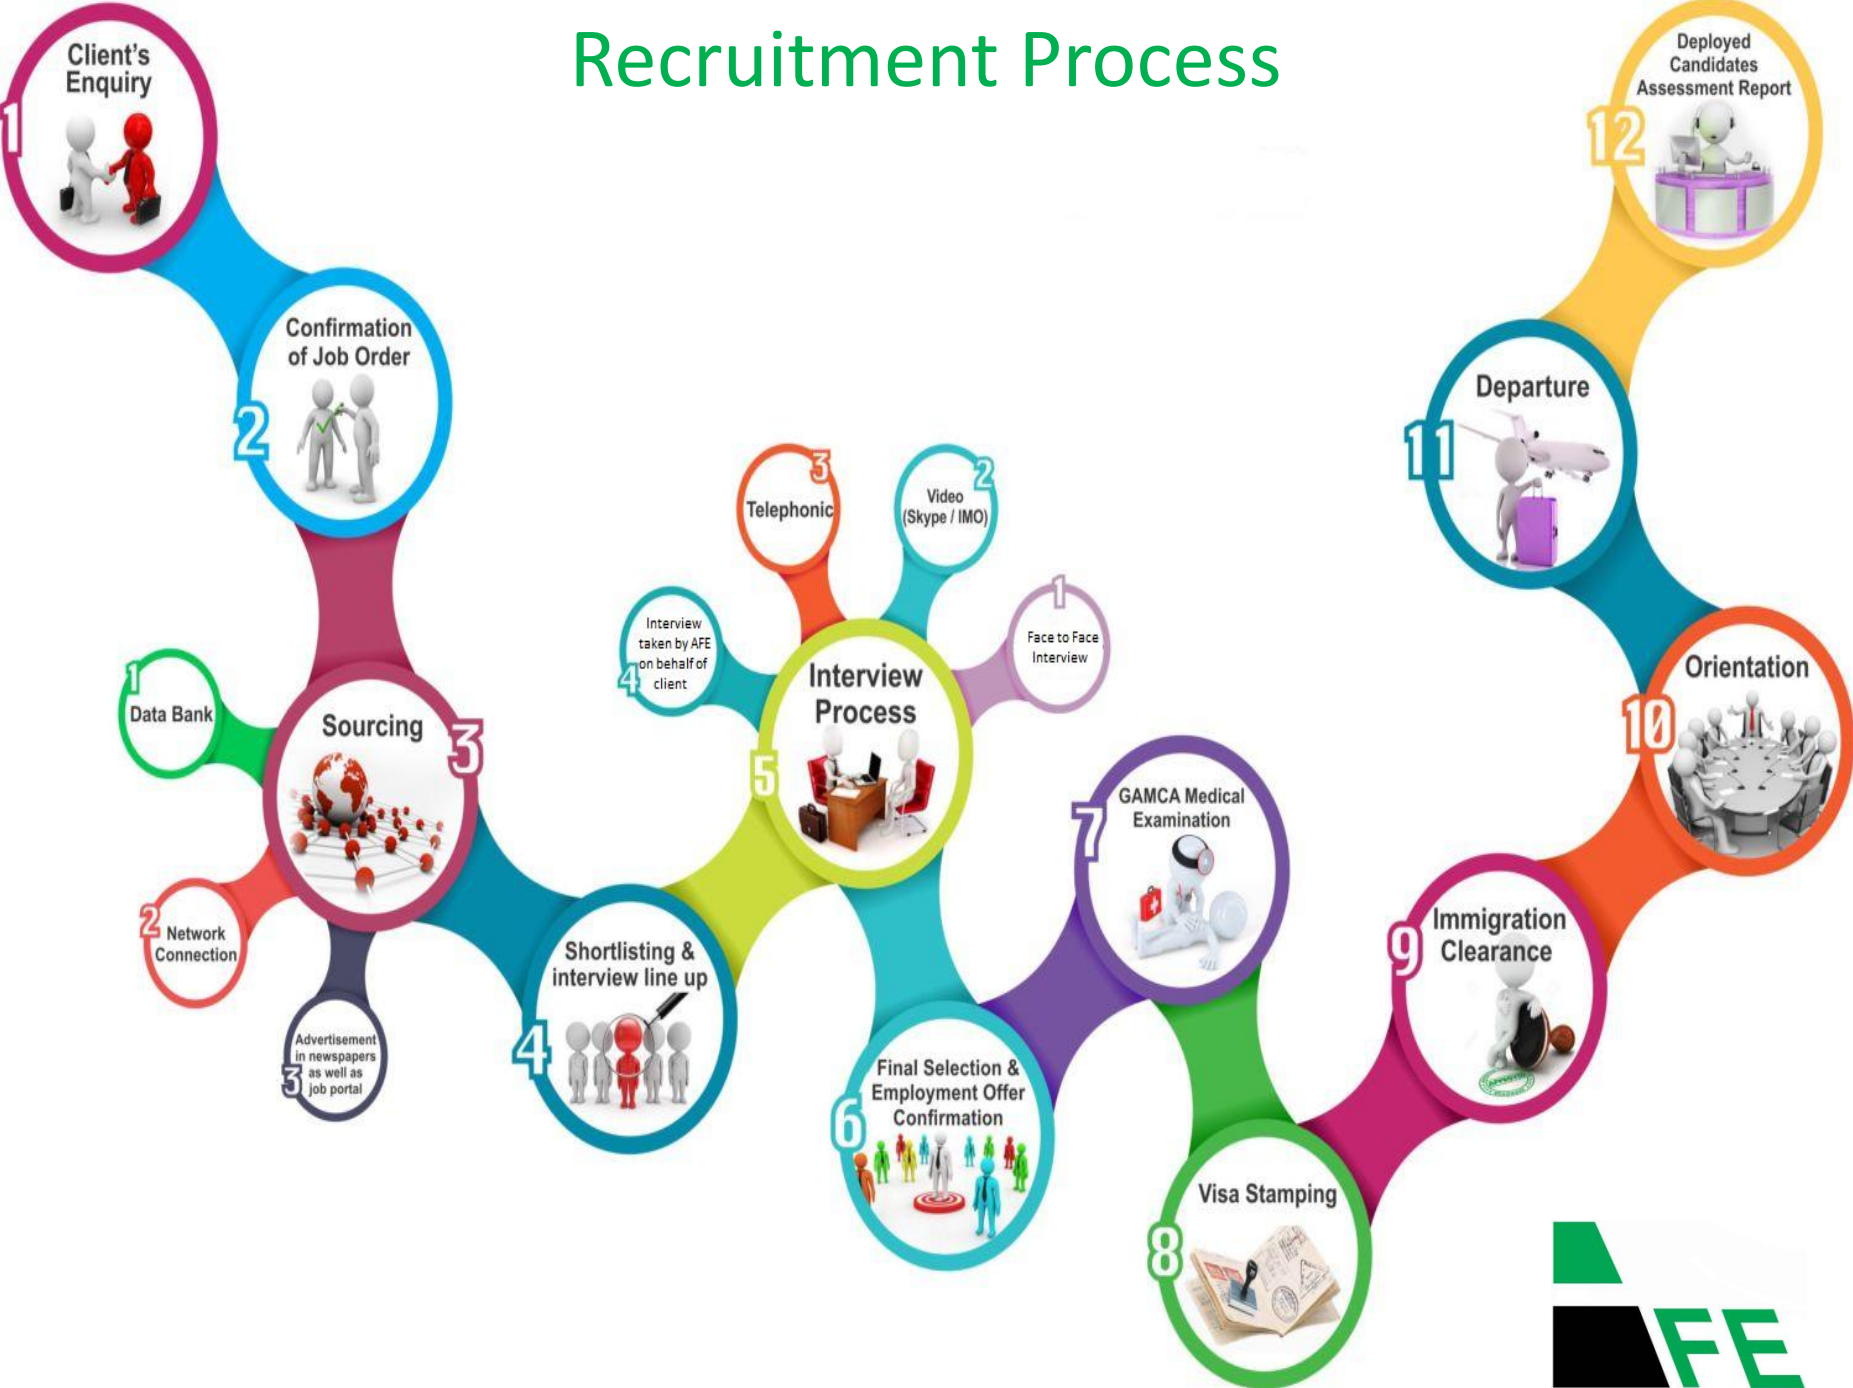 Recruitment Process
1
Client's
Enquiry
2
Confirmation
of Job Order
3
Sourcing
1
Data Bank
2
Network
Connection
3
Advertisement
in newspapers
as well as
job portal
4
Shortlisting &
interview line up
5
Interview
Process
1
Face to Face
Interview
2
Video
(Skype / IMO)
3
Telephonic
4
Interview
taken by AFE
on behalf of
client
6
Final Selection &
Employment Offer
Confirmation
7
GAMCA Medical
Examination
8
Visa Stamping
9
Immigration
Clearance
10
Orientation
11
Departure
12
Deployed
Candidates
Assessment Report
AFE